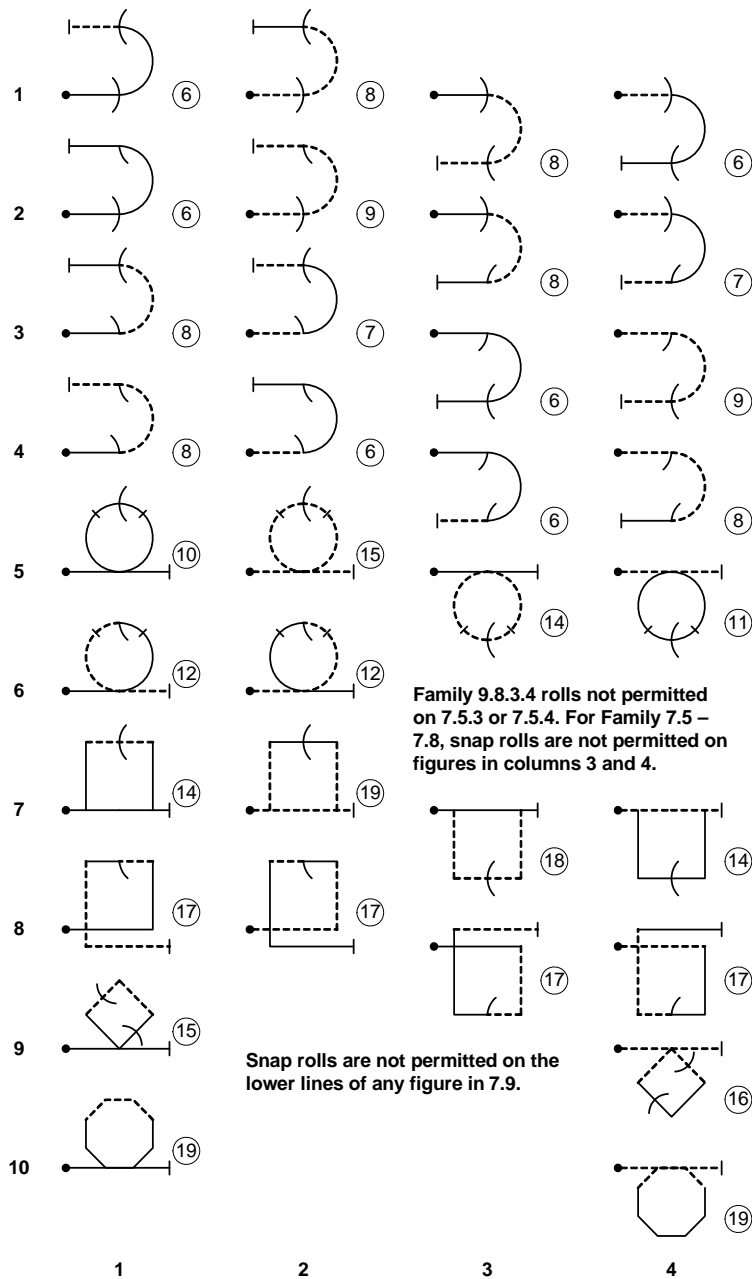 1 6 8 8 6
2 6 9 8 7
3 8 7 6 9
4 8 6 6 8
5 10 15 14 11
6 12 12
Family 9.8.3.4 rolls not permitted
on 7.5.3 or 7.5.4. For Family 7.5 –
7.8, snap rolls are not permitted on
figures in columns 3 and 4.
7 14 19 18 14
8 17 17 17 17
9 15 16
Snap rolls are not permitted on the
lower lines of any figure in 7.9.
10 19 19
1 2 3 4